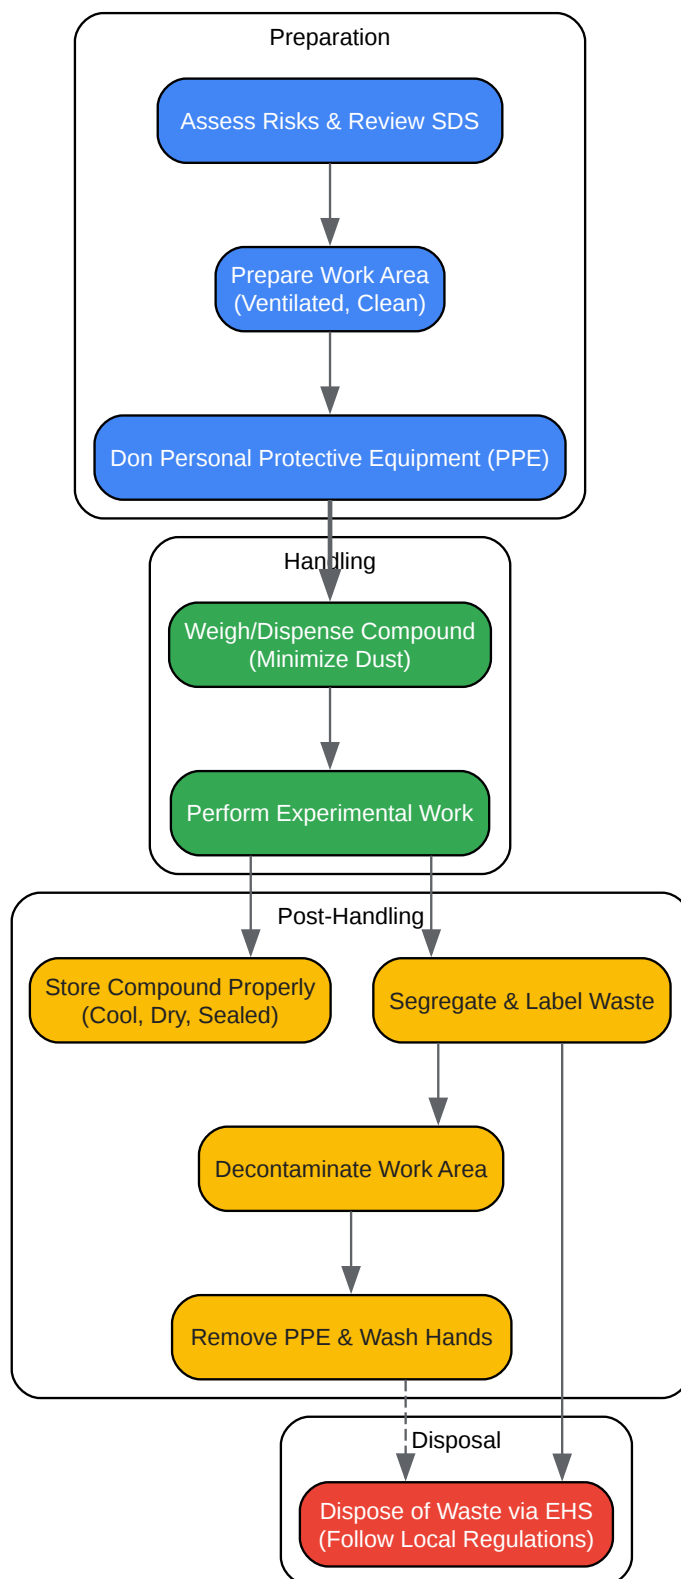 Preparation
Assess Risks & Review SDS
Prepare Work Area
(Ventilated, Clean)
Don Personal Protective Equipment (PPE)
Handling
Weigh/Dispense Compound
(Minimize Dust)
Perform Experimental Work
Post-Handling
Store Compound Properly
(Cool, Dry, Sealed)
Segregate & Label Waste
Decontaminate Work Area
Remove PPE & Wash Hands
Disposal
Dispose of Waste via EHS
(Follow Local Regulations)